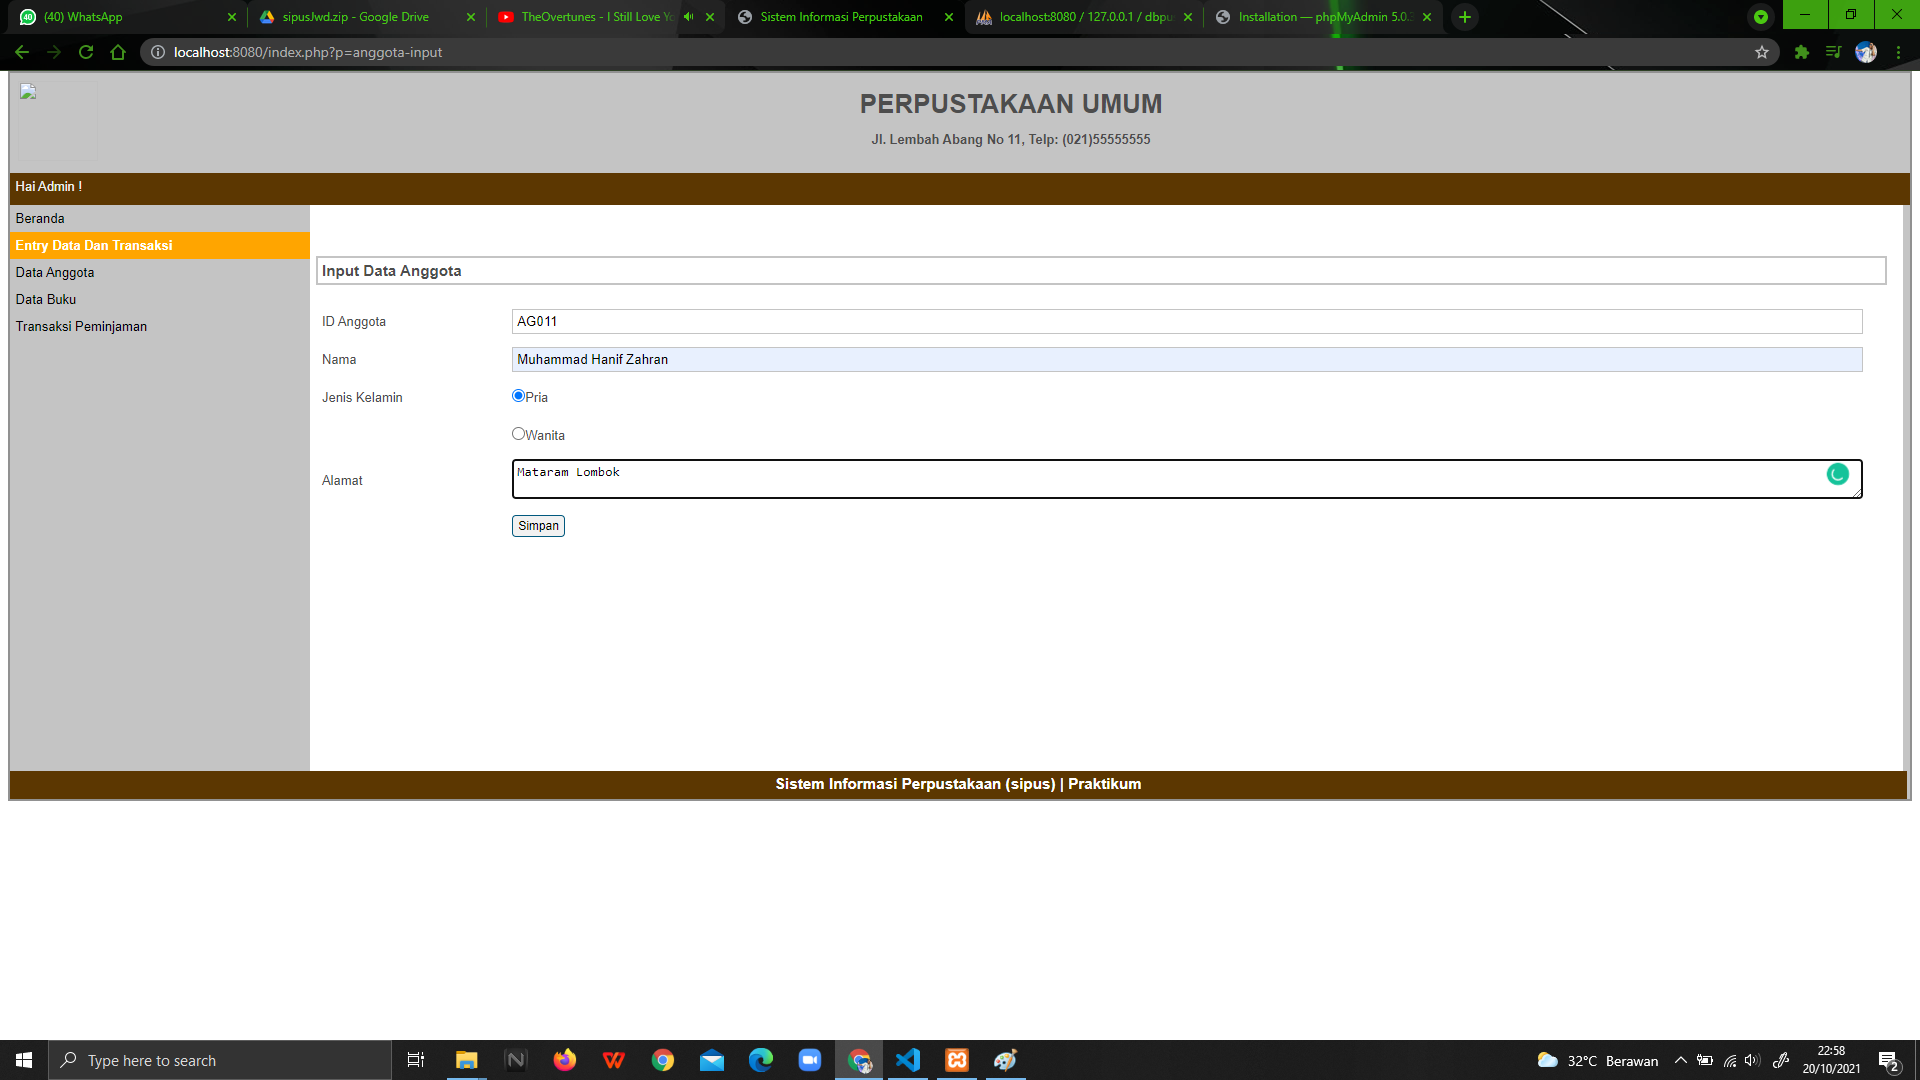 (40) WhatsApp
sipusJwd.zip - Google Drive
TheOvertunes - I Still Love Yo
Sistem Informasi Perpustakaan
localhost:8080 / 127.0.0.1 / dbpu
Installation — phpMyAdmin 5.0.
localhost:8080/index.php?p=anggota-input
PERPUSTAKAAN UMUM
Jl. Lembah Abang No 11, Telp: (021)55555555
Hai Admin !
Beranda
Entry Data Dan Transaksi
Data Anggota
Data Buku
Transaksi Peminjaman
Input Data Anggota
ID Anggota AG011
Nama Muhammad Hanif Zahran
Jenis Kelamin Pria
Wanita
Alamat Mataram Lombok
Simpan
Sistem Informasi Perpustakaan (sipus) | Praktikum
Type here to search
32°C Berawan
22:58
20/10/2021
2